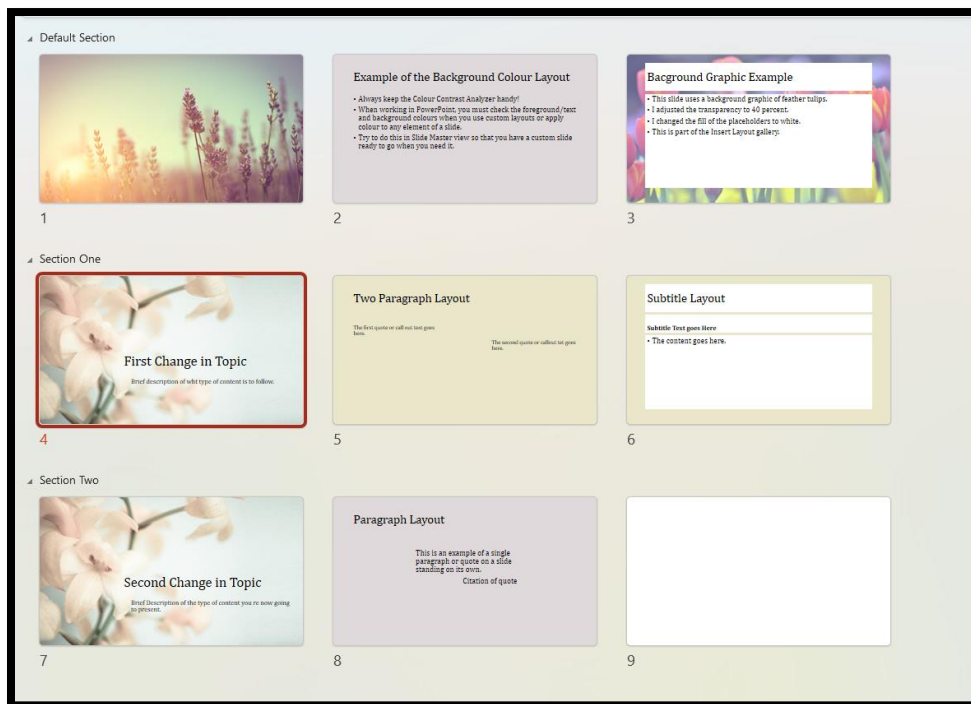 Default Section
Example of the Background Colour Layout
• Always keep the Colour Contrast Analyzer handy!
• When working in PowerPoint, you must check the foreground/text
and background colours when you use custom layouts or apply
colour to any element of a slide.
• Try to do this in Slide Master view so that you have a custom slide
ready to go when you need it.
Bacground Graphic Example
• This slide uses a background graphic of feather tulips.
• I adjusted the transparency to 40 percent.
• I changed the fill of the placeholders to white.
• This is part of the Insert Layout gallery.
1
2
3
Section One
First Change in Topic
Brief description of wht type of content is to follow.
Two Paragraph Layout
The first quote or call out text goes
here.
The second quote or callout txt goes
here.
Subtitle Layout
Subtitle Text goes Here
• The content goes here.
4
5
6
Section Two
Second Change in Topic
Brief Description of the type of content you re now going
to present.
Paragraph Layout
This is an example of a single
paragraph or quote on a slide
standing on its own.
Citation of quote
7
8
9